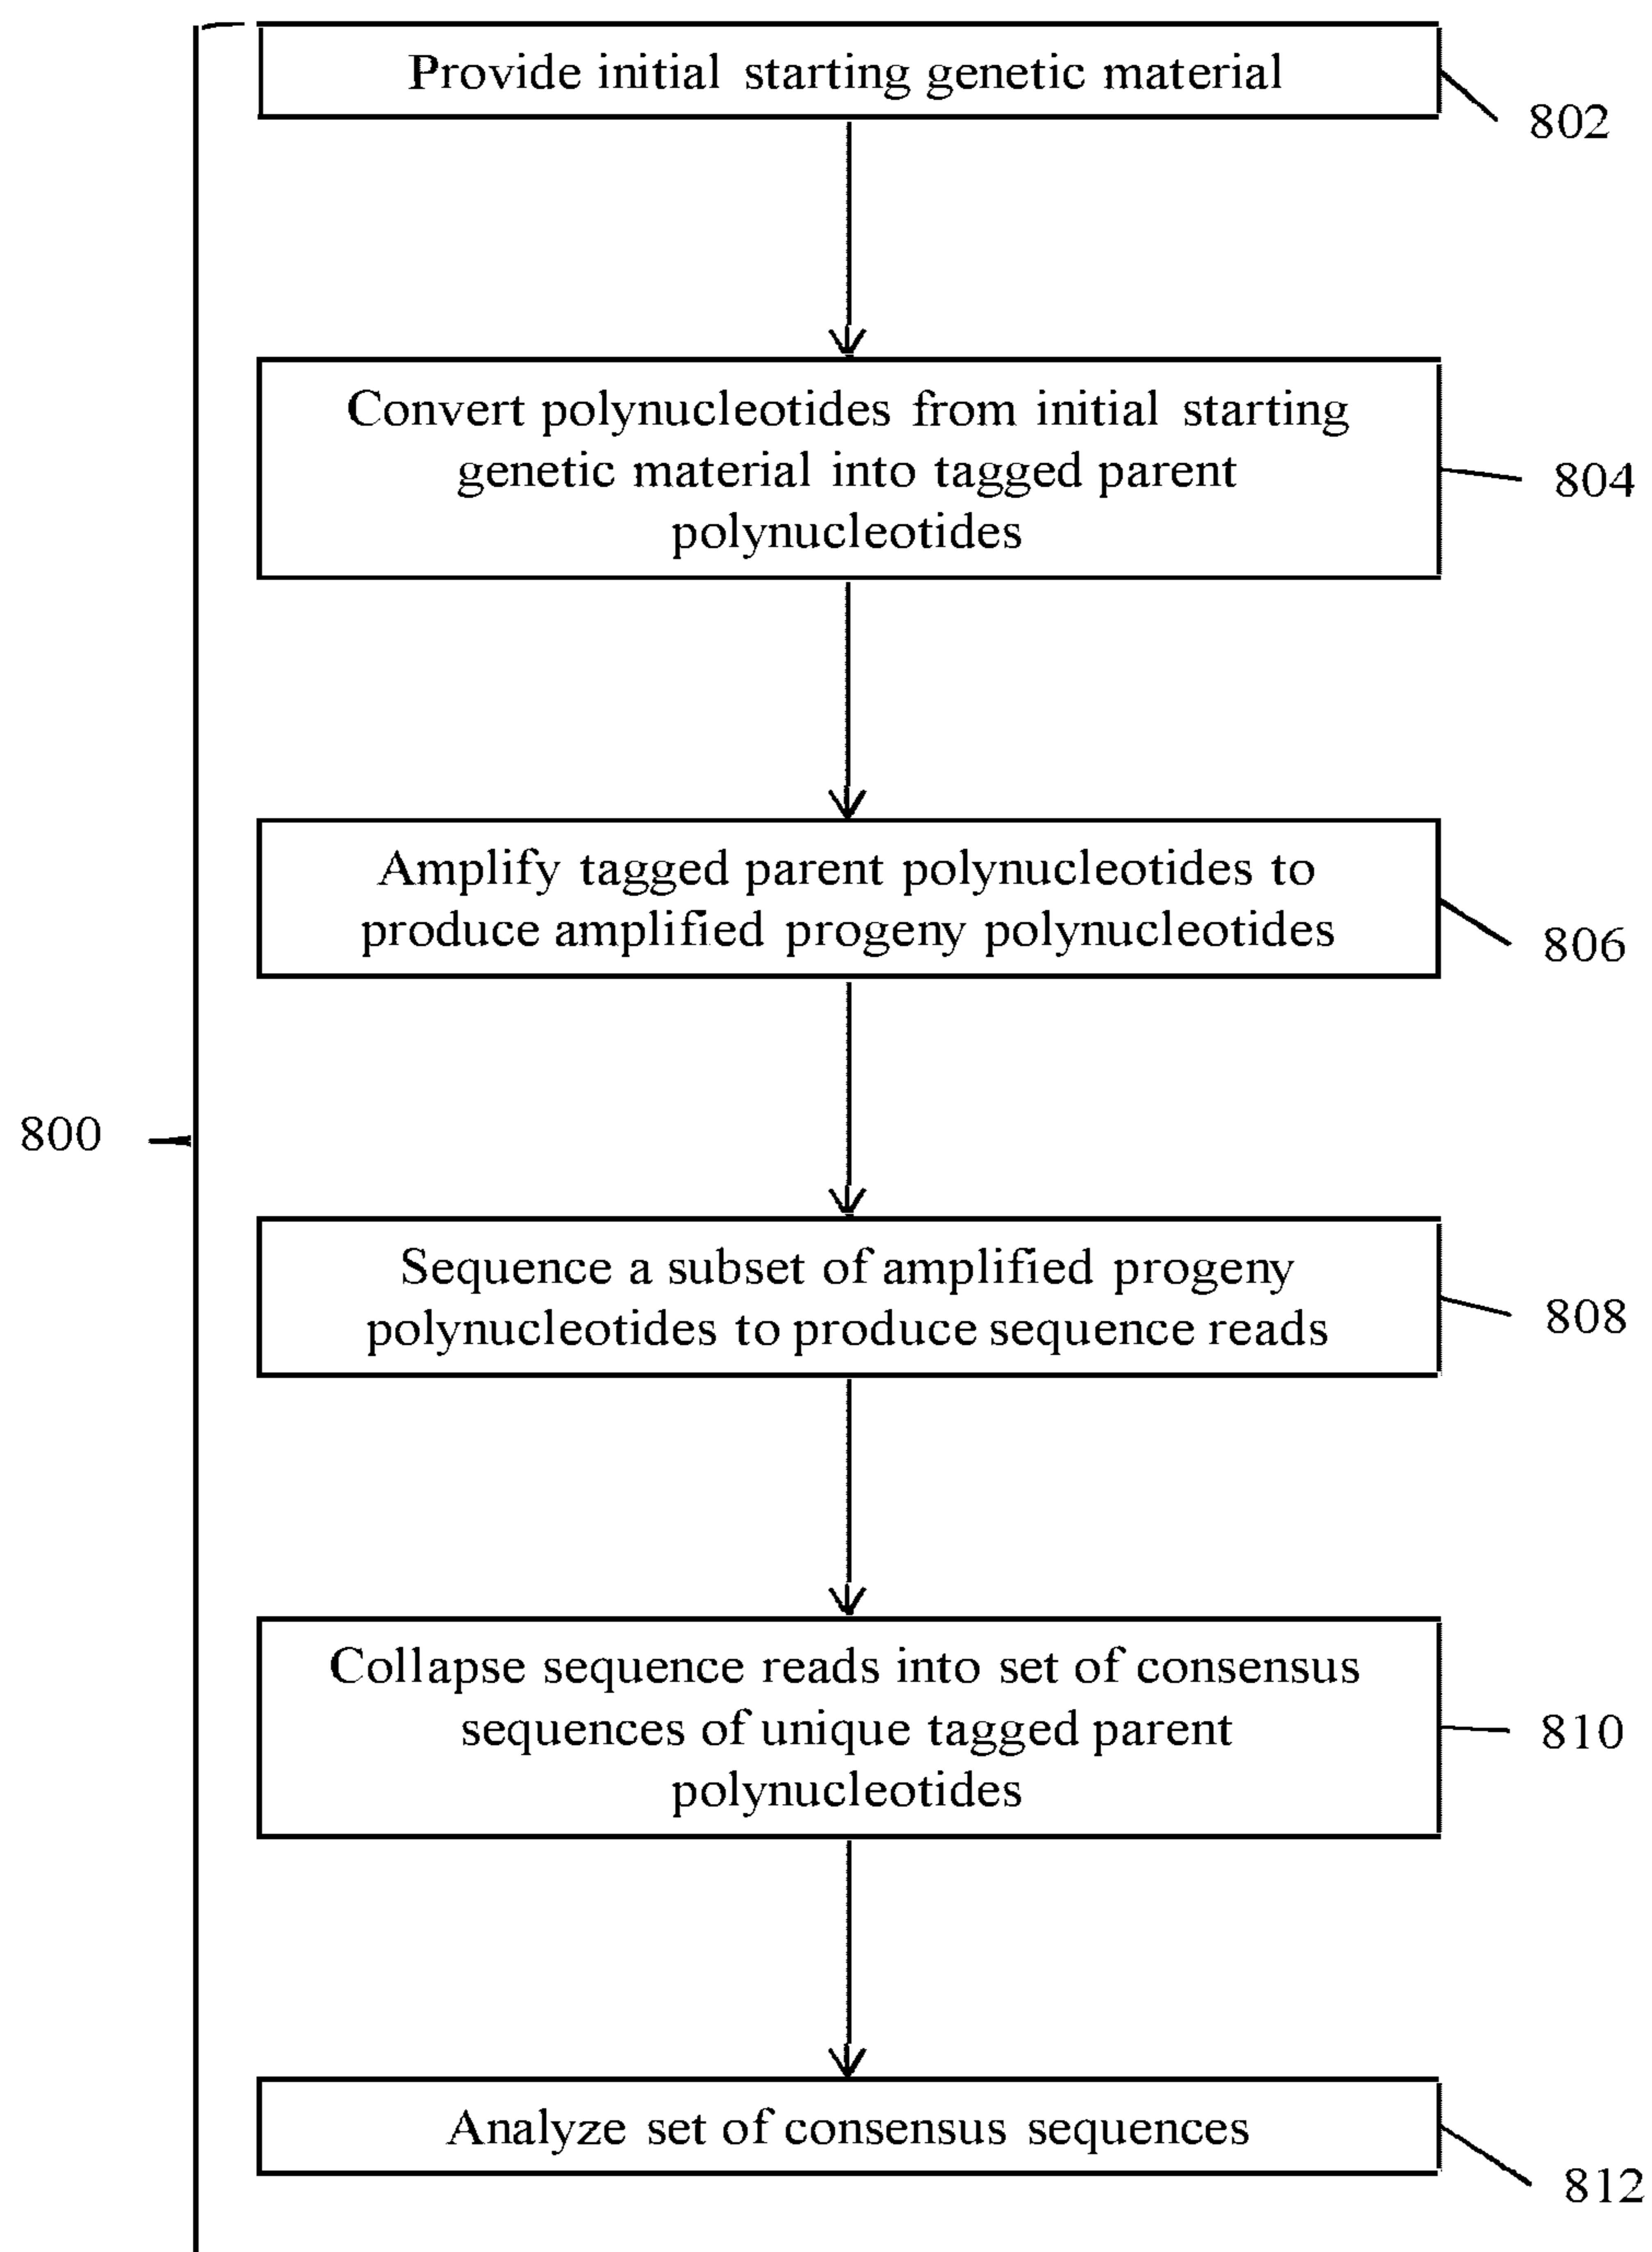 Provide initial starting genetic material
802
Convert polynucleotides from initial starting
genetic material into tagged parent
polynucleotides
804
Amplify tagged parent polynucleotides to
produce amplified progeny polynucleotides
806
800
Sequence a subset of amplified progeny
polynucleotides to produce sequence reads
808
Collapse sequence reads into set of consensus
sequences of unique tagged parent
polynucleotides
810
Analyze set of consensus sequences
812